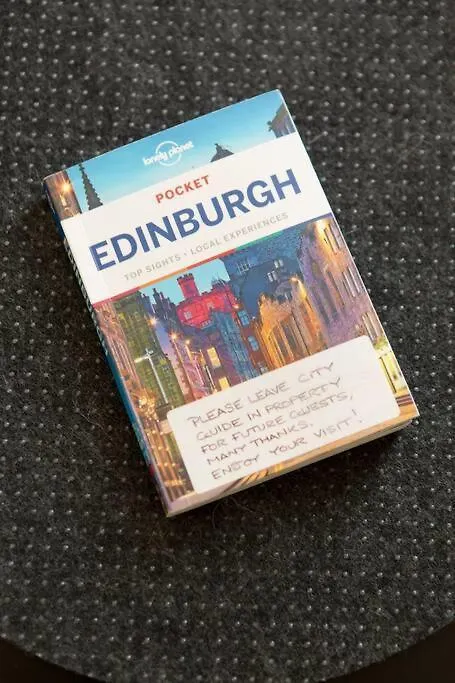 lonely planet
POCKET
EDINBURGH
TOP SIGHTS • LOCAL EXPERIENCES
PLEASE LEAVE CITY
GUIDE IN PROPERTY
FOR FUTURE GUESTS,
MANY THANKS.
ENJOY YOUR VISIT!